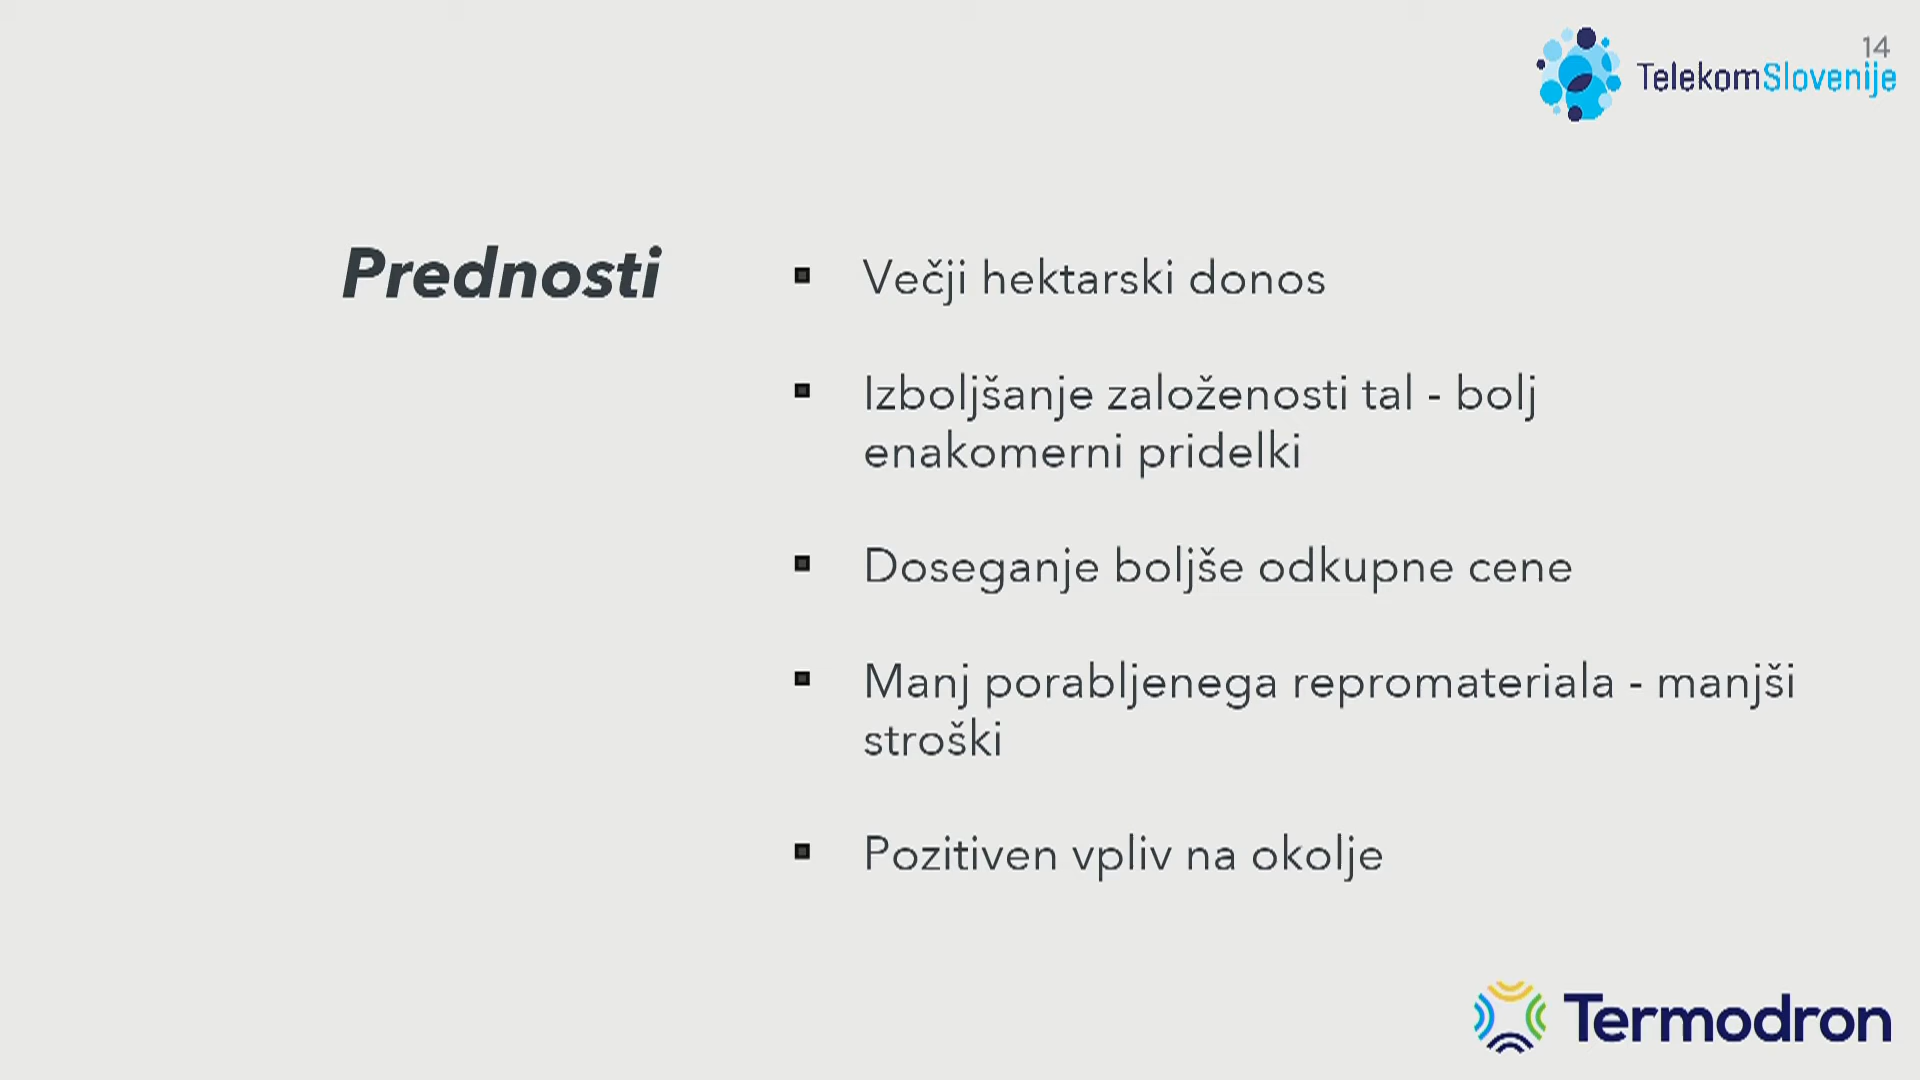 14
TelekomSlovenije
Prednosti
▪ Večji hektarski donos
▪ Izboljšanje založenosti tal - bolj
enakomerni pridelki
▪ Doseganje boljše odkupne cene
▪ Manj porabljenega repromateriala - manjši
stroški
▪ Pozitiven vpliv na okolje
Termodron